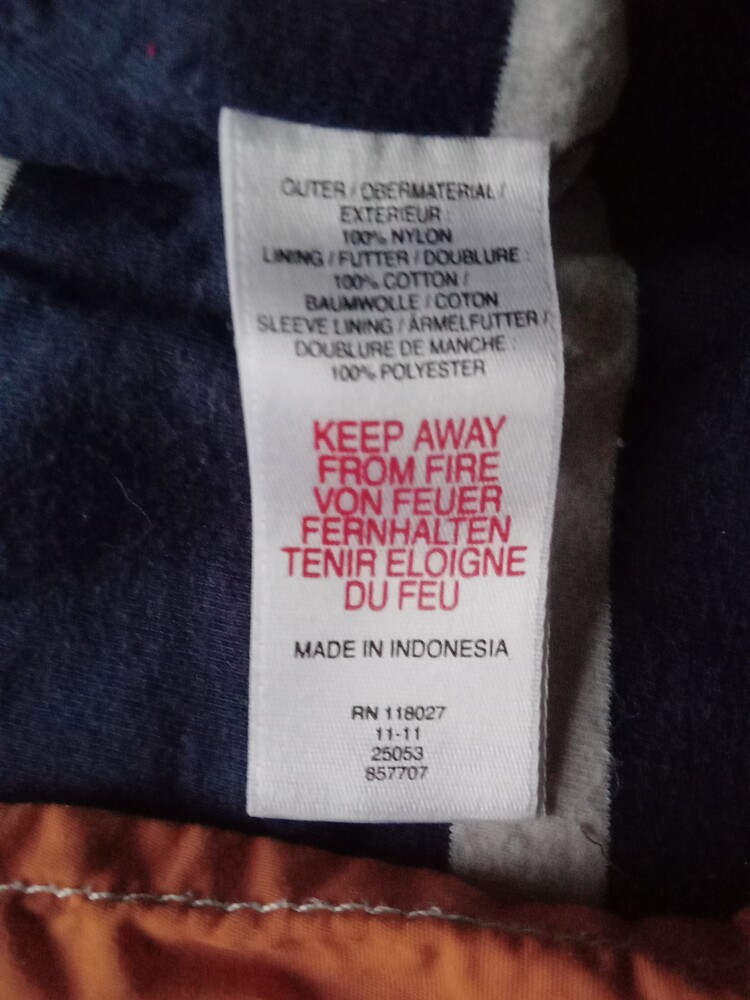 OUTER / OBERMATERIAL /
EXTERIEUR :
100% NYLON
LINING / FUTTER / DOUBLURE :
100% COTTON /
BAUMWOLLE / COTON
SLEEVE LINING / ÄRMELFUTTER /
DOUBLURE DE MANCHE :
100% POLYESTER
KEEP AWAY
FROM FIRE
VON FEUER
FERNHALTEN
TENIR ELOIGNE
DU FEU
MADE IN INDONESIA
RN 118027
11-11
25053
857707